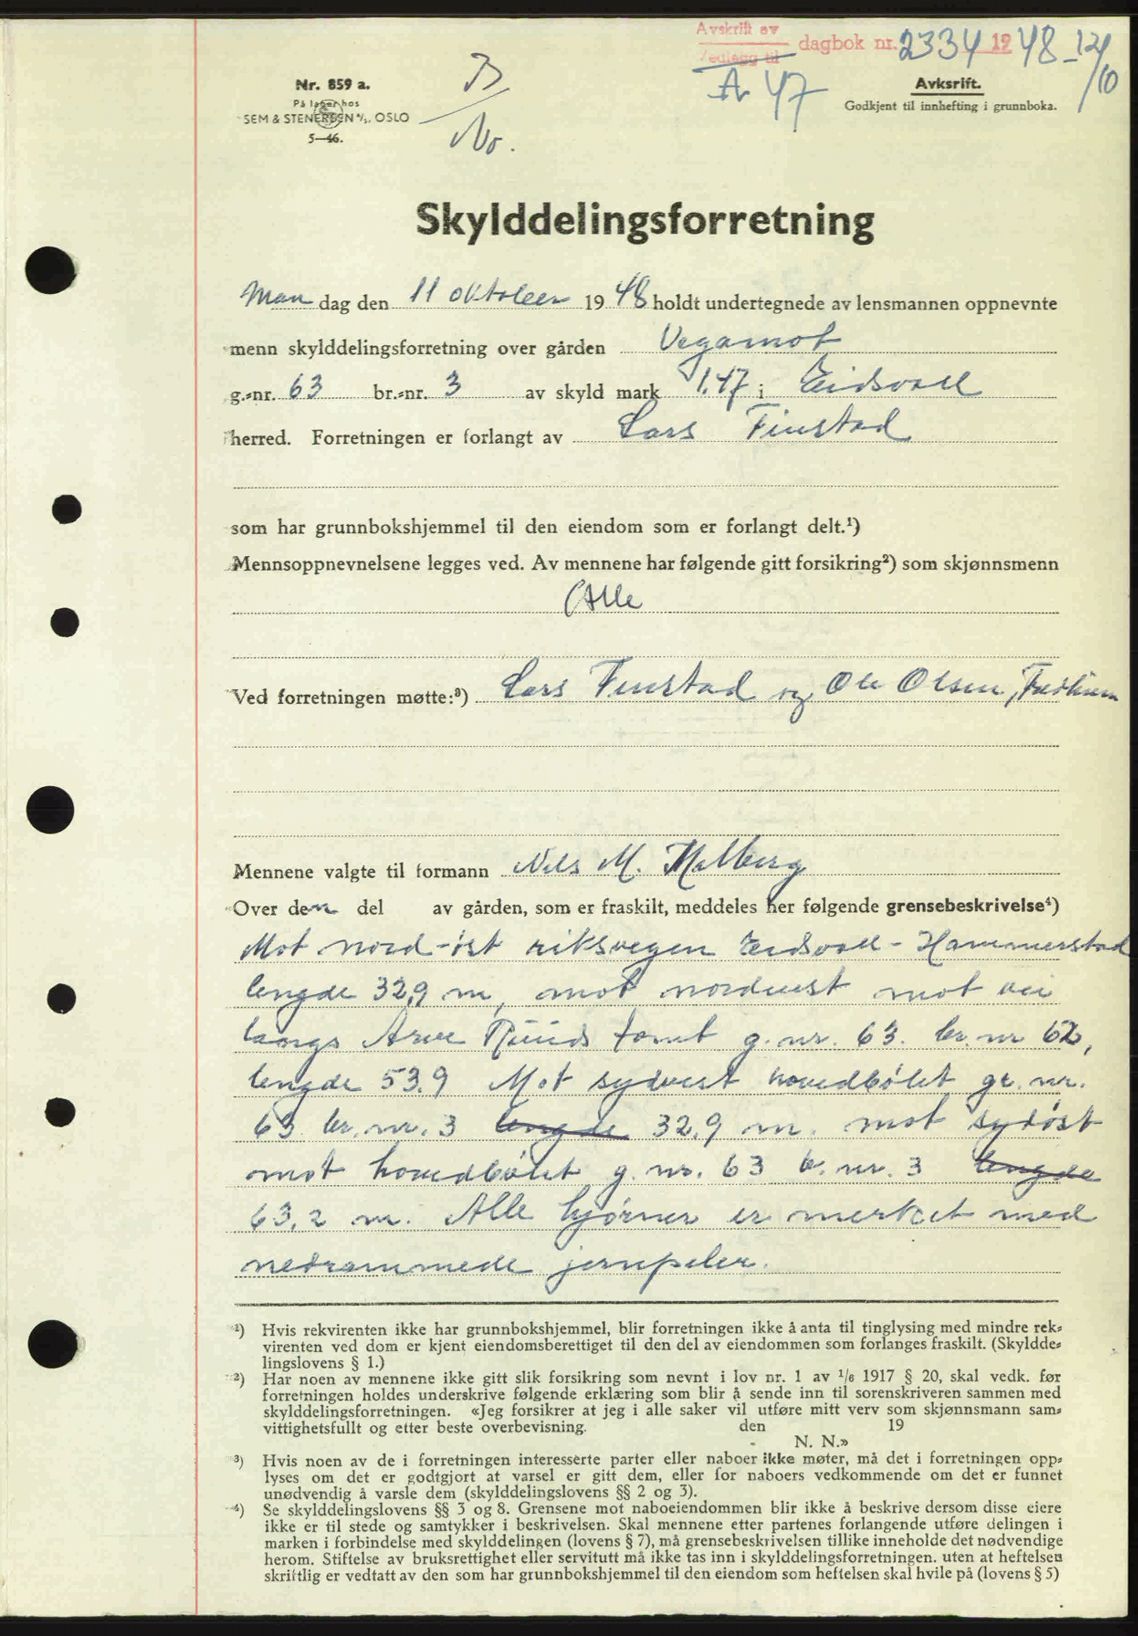 Avskrift av
Vedlegg til dagbok nr. 2334 1948-12/10
A 47
Nr. 859 a.
På lager hos
SEM & STENERSEN A/S. OSLO
5—46.
B
No.
Avksrift.
Godkjent til innhefting i grunnboka.
Skylddelingsforretning
Man dag den 11 oktober 1948 holdt undertegnede av lensmannen oppnevnte
menn skylddelingsforretning over gården Vegamot
g.-nr. 63 br.-nr. 3 av skyld mark 1.47 i Eidsvoll
herred. Forretningen er forlangt av Lars Finstad
som har grunnbokshjemmel til den eiendom som er forlangt delt.¹)
Mennsoppnevnelsene legges ved. Av mennene har følgende gitt forsikring²) som skjønnsmenn
Alle
Ved forretningen møtte:³) Lars Finstad og Ole Olsen,
Mennene valgte til formann Nils M. Melberg
Over den del av gården, som er fraskilt, meddeles her følgende grensebeskrivelse⁴)
Mot nord-øst riksvegen Eidsvoll - Hammerstad
lengde 32,9 m, mot nordvest mot vei
langs Arne Ruuds tomt g. nr. 63. br. nr 62,
lengde 53.9 Mot sydvest hovedbølet gr. nr.
63 br. nr. 3 lengde 32,9 m. mot sydøst
mot hovedbølet g. nr. 63 b. nr. 3 lengde
63,2 m. Alle hjørner er merket med
nedrammede jernpeler.
¹) Hvis rekvirenten ikke har grunnbokshjemmel, blir forretningen ikke å anta til tinglysing med mindre rek-
virenten ved dom er kjent eiendomsberettiget til den del av eiendommen som forlanges fraskilt. (Skyldde-
lingslovens § 1.)
²) Har noen av mennene ikke gitt slik forsikring som nevnt i lov nr. 1 av 1/6 1917 § 20, skal vedk. før
forretningen holdes underskrive følgende erklæring som blir å sende inn til sorenskriveren sammen med
skylddelingsforretningen. «Jeg forsikrer at jeg i alle saker vil utføre mitt verv som skjønnsmann sam-
vittighetsfullt og etter beste overbevisning. den 19
N. N.»
³) Hvis noen av de i forretningen interesserte parter eller naboer ikke møter, må det i forretningen opp-
lyses om det er godtgjort at varsel er gitt dem, eller for naboers vedkommende om det er funnet
unødvendig å varsle dem (skylddelingslovens §§ 2 og 3).
⁴) Se skylddelingslovens §§ 3 og 8. Grensene mot naboeiendommen blir ikke å beskrive dersom disse eiere
ikke er til stede og samtykker i beskrivelsen. Skal mennene etter partenes forlangende utføre delingen i
marken i forbindelse med skylddelingen (lovens § 7), må grensebeskrivelsen tillike inneholde det nødvendige
herom. Stiftelse av bruksrettighet eller servitutt må ikke tas inn i skylddelingsforretningen. uten at heftelsen
skriftlig er vedtatt av den som har grunnbokshjemmel til den eiendom som heftelsen skal hvile på (lovens § 5)